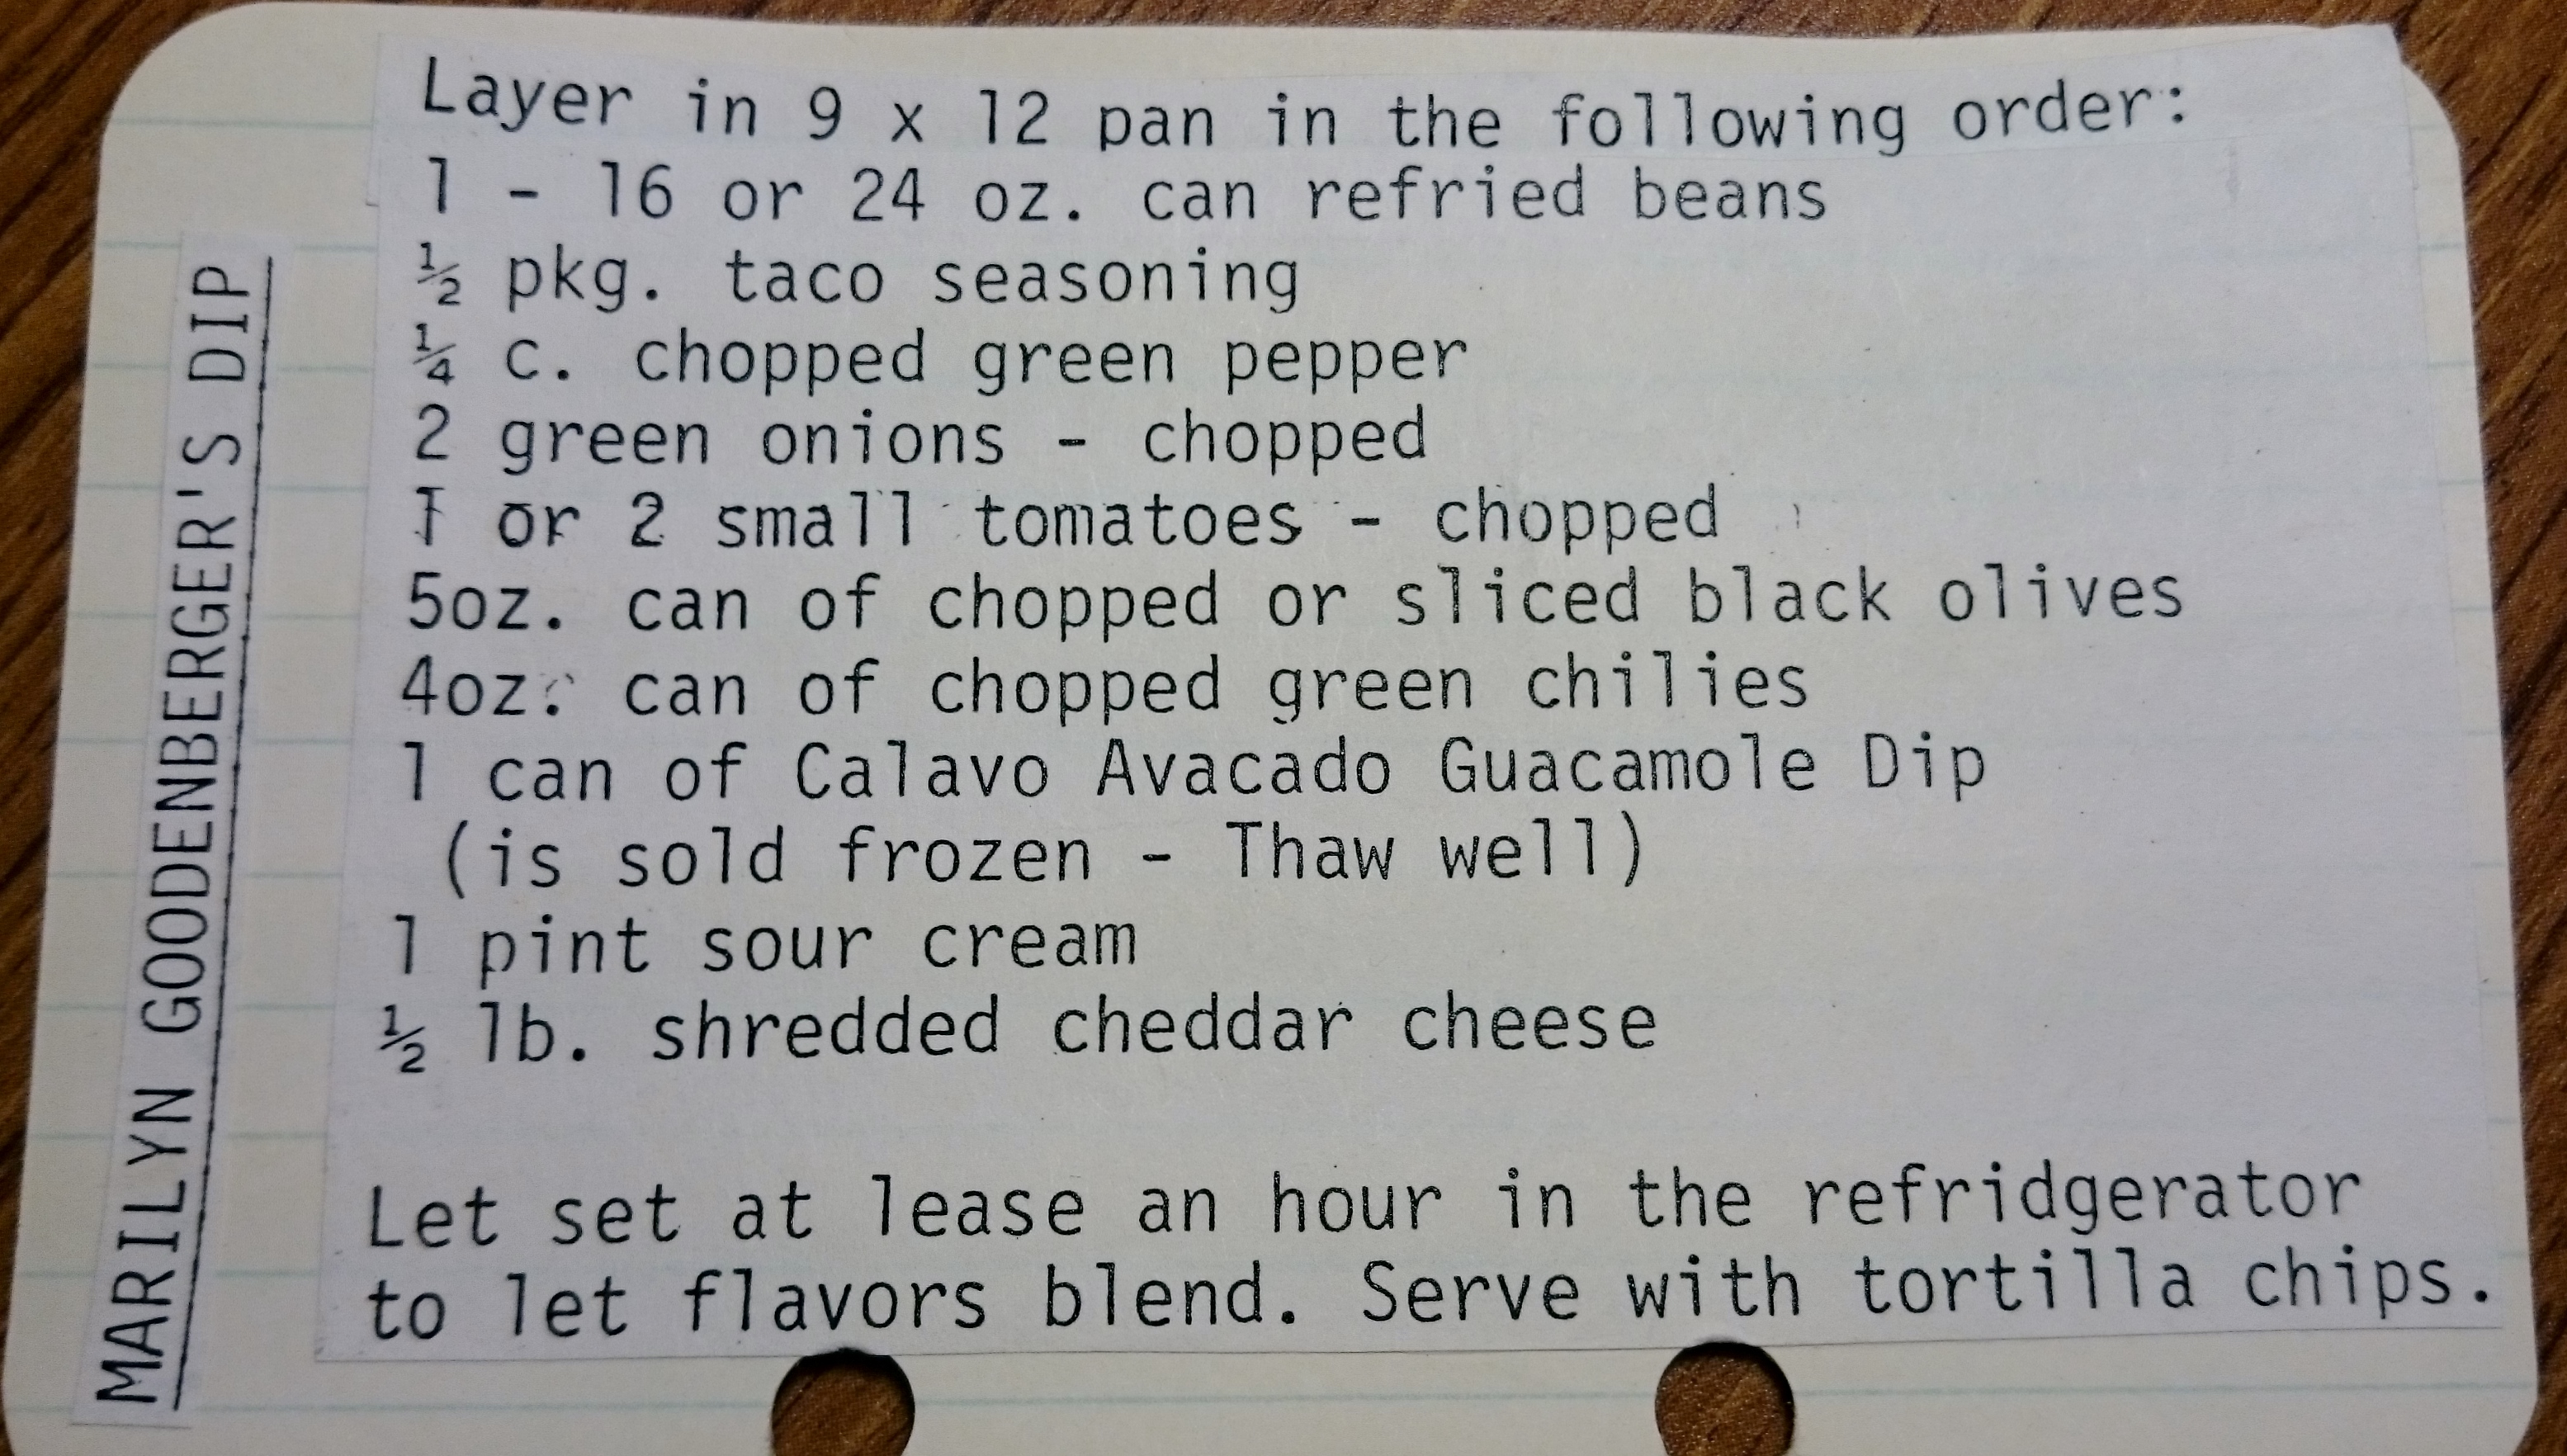 MARILYN GOODENBERGER'S DIP
Layer in 9 x 12 pan in the following order:
1 - 16 or 24 oz. can refried beans
½ pkg. taco seasoning
¼ c. chopped green pepper
2 green onions - chopped
1 or 2 small tomatoes - chopped
5oz. can of chopped or sliced black olives
4oz. can of chopped green chilies
1 can of Calavo Avacado Guacamole Dip
(is sold frozen - Thaw well)
1 pint sour cream
½ lb. shredded cheddar cheese
Let set at lease an hour in the refridgerator
to let flavors blend. Serve with tortilla chips.